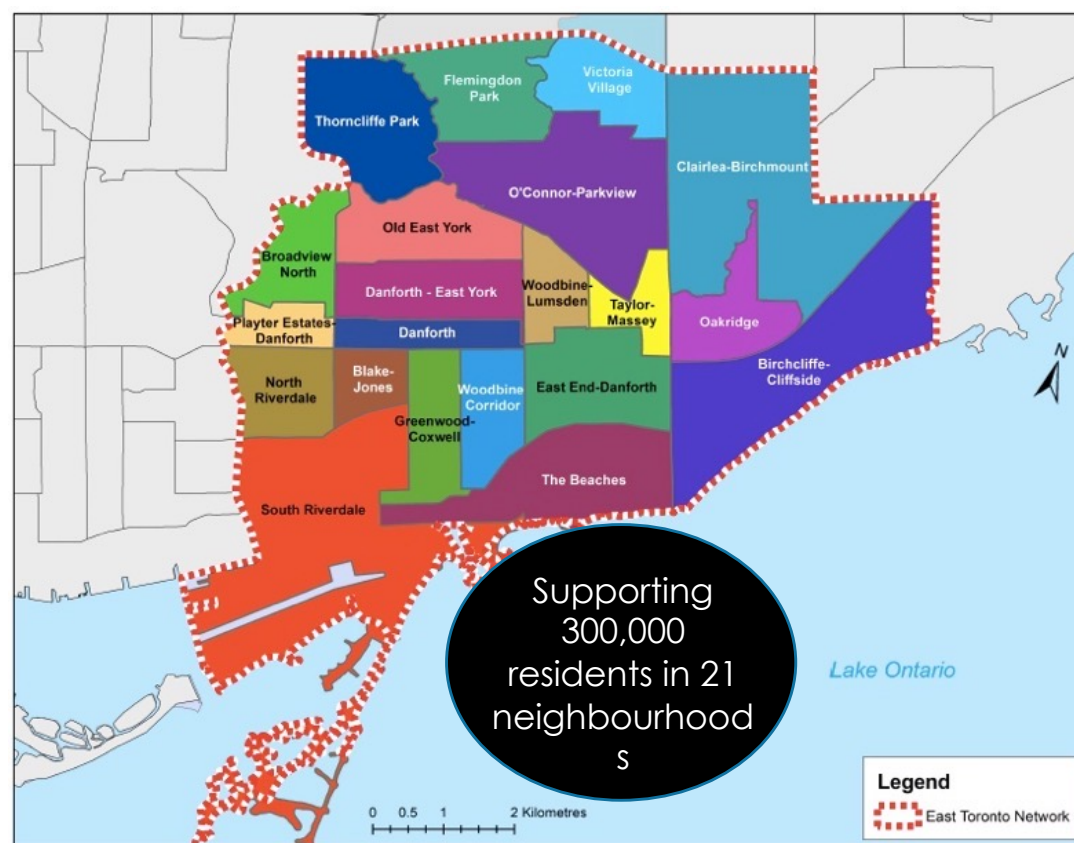 Flemingdon
Park
Victoria
Village
Thorncliffe Park
Clairlea-Birchmount
O'Connor-Parkview
Old East York
Broadview
North
Woodbine-
Lumsden
Danforth - East York
Taylor-
Massey
Oakridge
Playter Estates-
Danforth
Danforth
Birchcliffe-
Cliffside
North
Riverdale
Blake-
Jones
Woodbine
Corridor
East End-Danforth
Greenwood-
Coxwell
The Beaches
South Riverdale
N
Supporting
300,000
residents in 21
neighbourhood
s
Lake Ontario
0 0.5 1 2 Kilometres
Legend
East Toronto Network